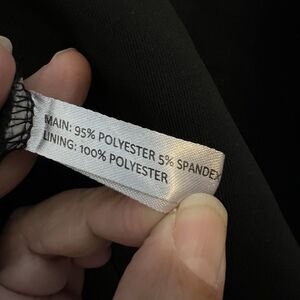 MAIN: 95% POLYESTER 5% SPANDEX
LINING: 100% POLYESTER